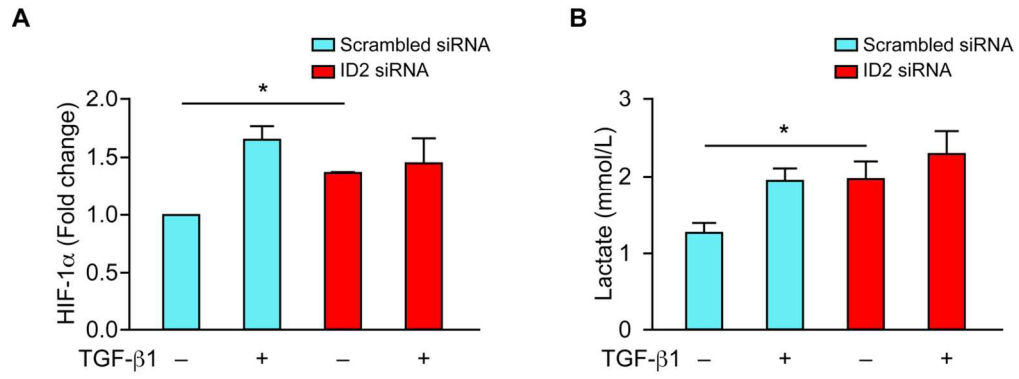 A
Scrambled siRNA
ID2 siRNA
HIF-1α (Fold change)
2.0
*
1.5
1.0
0.5
0.0
TGF-β1 – + – +
B
Scrambled siRNA
ID2 siRNA
Lactate (mmol/L)
3
*
2
1
0
TGF-β1 – + – +